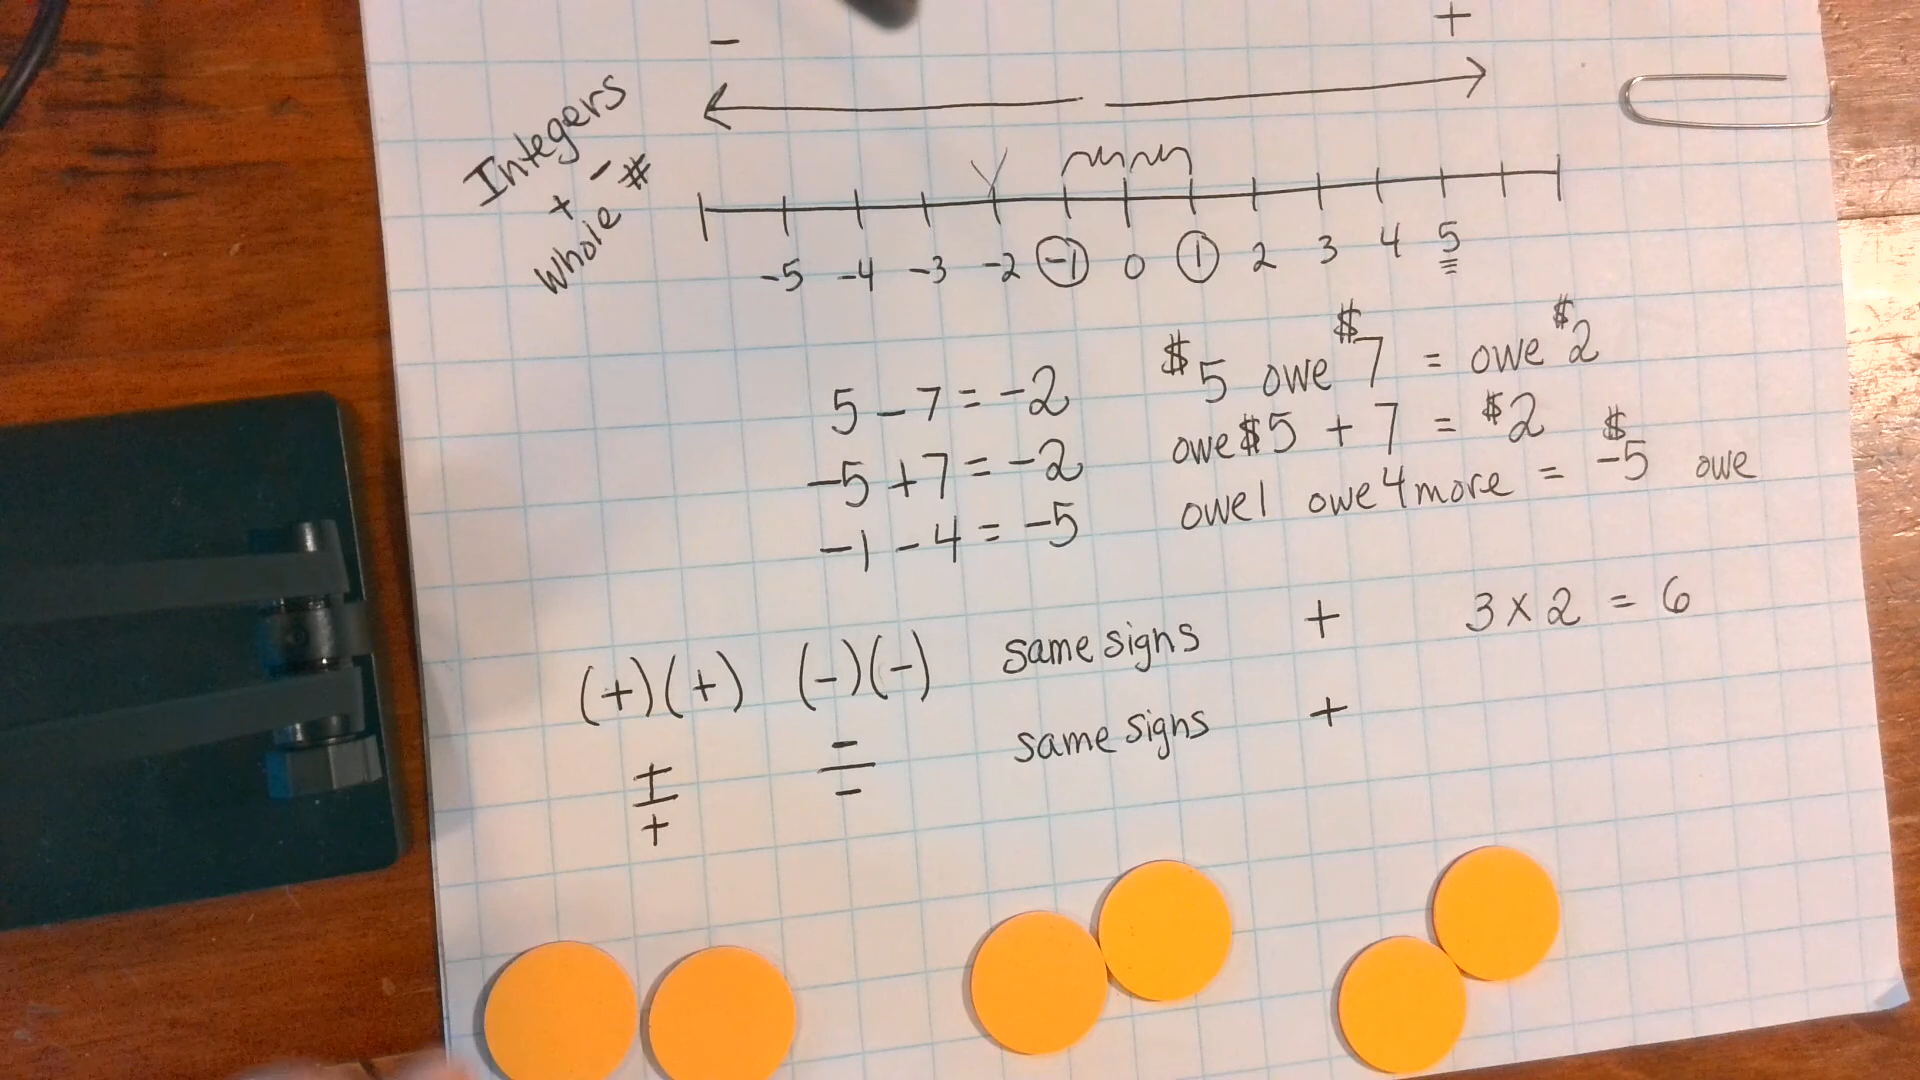 - +
Integers
+ -
Whole #
-5 -4 -3 -2 -1 0 1 2 3 4 5
5 - 7 = -2 $5 owe $7 = owe $2
-5 + 7 = -2 owe $5 + 7 = $2
-1 - 4 = -5 owe 1 owe 4 more = $-5 owe
(+)(+) (-)(-) same signs + 3 x 2 = 6
+/+ -/- same signs +